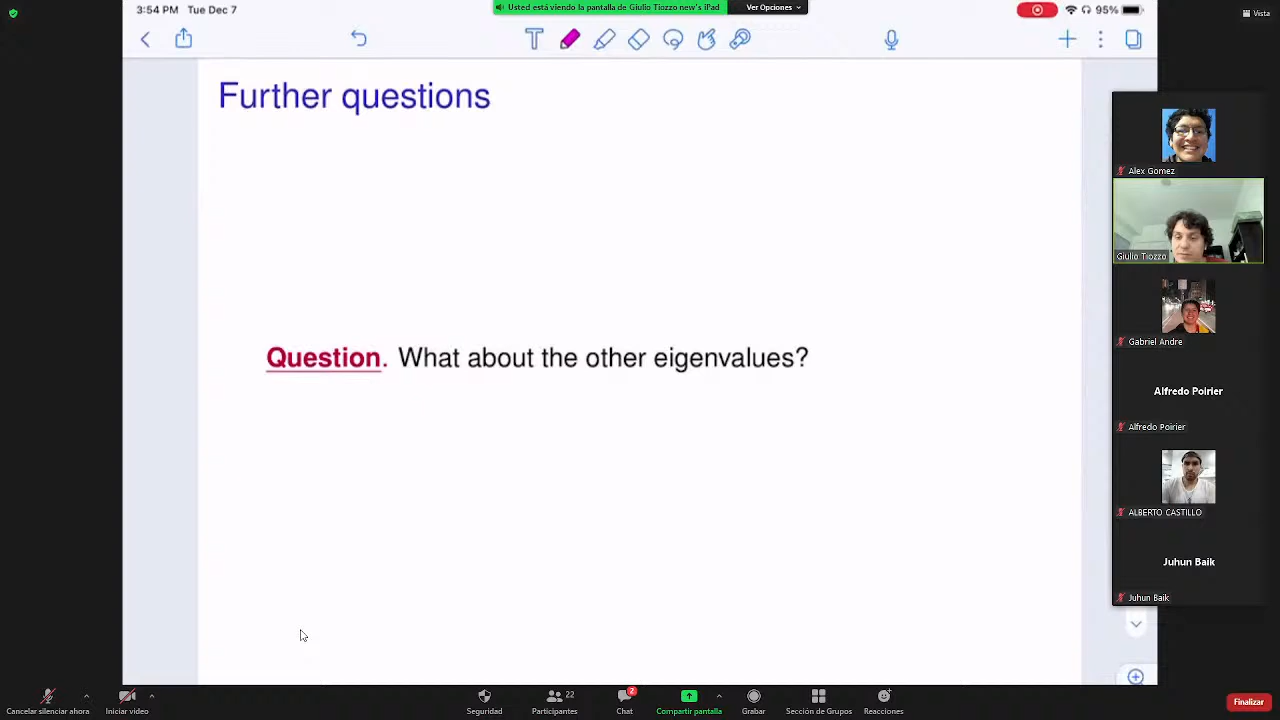 3:54 PM Tue Dec 7
Usted está viendo la pantalla de Giulio Tiozzo new's iPad
Ver Opciones
95%
Vista
Further questions
Question. What about the other eigenvalues?
Alex Gomez
Giulio Tiozzo
Gabriel Andre
Alfredo Poirier
Alfredo Poirier
ALBERTO CASTILLO
Juhun Baik
Juhun Baik
Cancelar silenciar ahora
Iniciar video
Seguridad
22
Participantes
2
Chat
Compartir pantalla
Grabar
Sección de Grupos
Reacciones
Finalizar